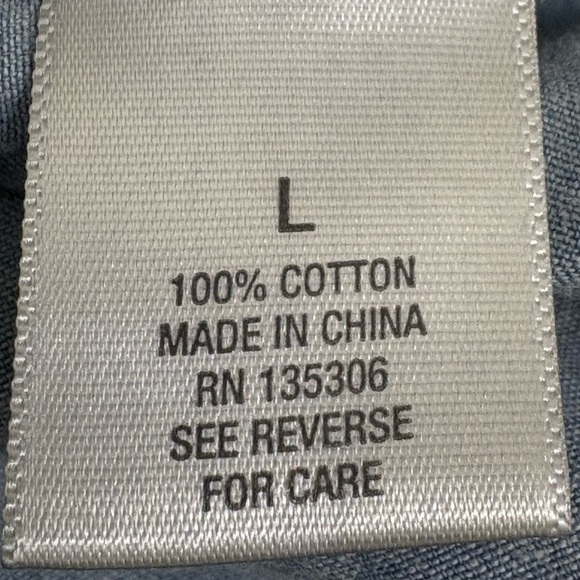 L
100% COTTON
MADE IN CHINA
RN 135306
SEE REVERSE
FOR CARE